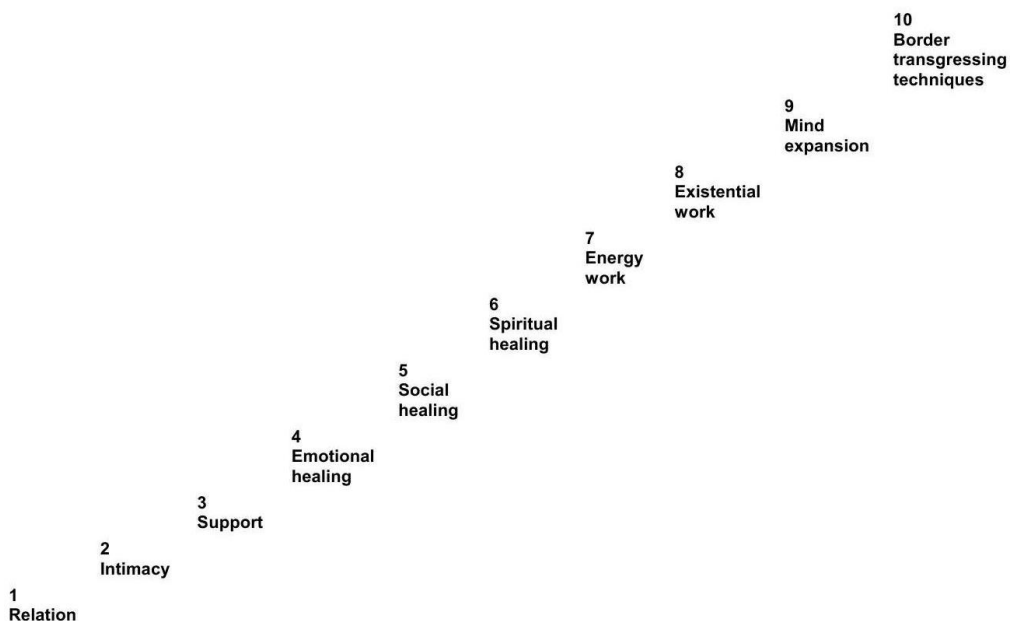 10
Border
transgressing
techniques
9
Mind
expansion
8
Existential
work
7
Energy
work
6
Spiritual
healing
5
Social
healing
4
Emotional
healing
3
Support
2
Intimacy
1
Relation